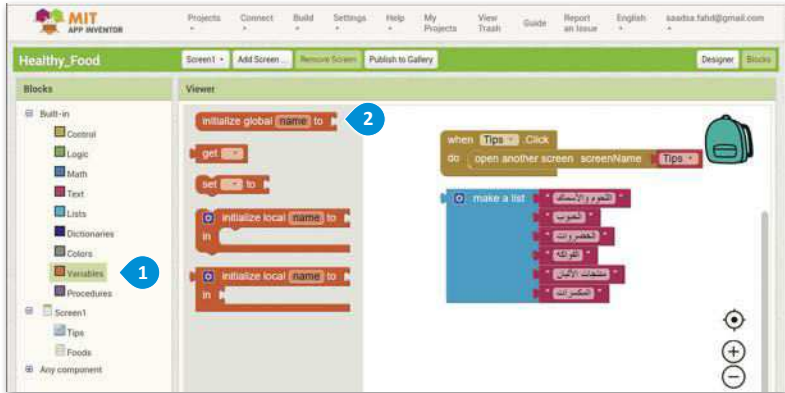 MIT
APP INVENTOR
Projects
Connect
Build
Settings
Help
My Projects
View Trash
Guide
Report an Issue
English
saadsa.fahd@gmail.com
Healthy_Food
Screen1
Add Screen ...
Remove Screen
Publish to Gallery
Designer
Blocks
Blocks
Viewer
Built-in
Control
Logic
Math
Text
Lists
Dictionaries
Colors
Variables
Procedures
Screen1
Tips
Foods
Any component
1
initialize global name to
2
get
set to
initialize local name to
in
initialize local name to
in
when Tips .Click
do open another screen screenName Tips
make a list " اللحوم والأسماك "
" الحبوب "
" الخضروات "
" الفواكه "
" منتجات الألبان "
" المكسرات "